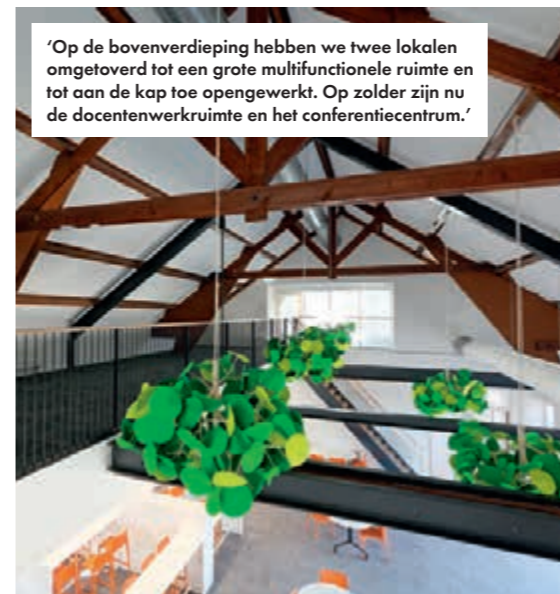 ‘Op de bovenverdieping hebben we twee lokalen
omgetoverd tot een grote multifunctionele ruimte en
tot aan de kap toe opengewerkt. Op zolder zijn nu
de docentenwerkruimte en het conferentiecentrum.’